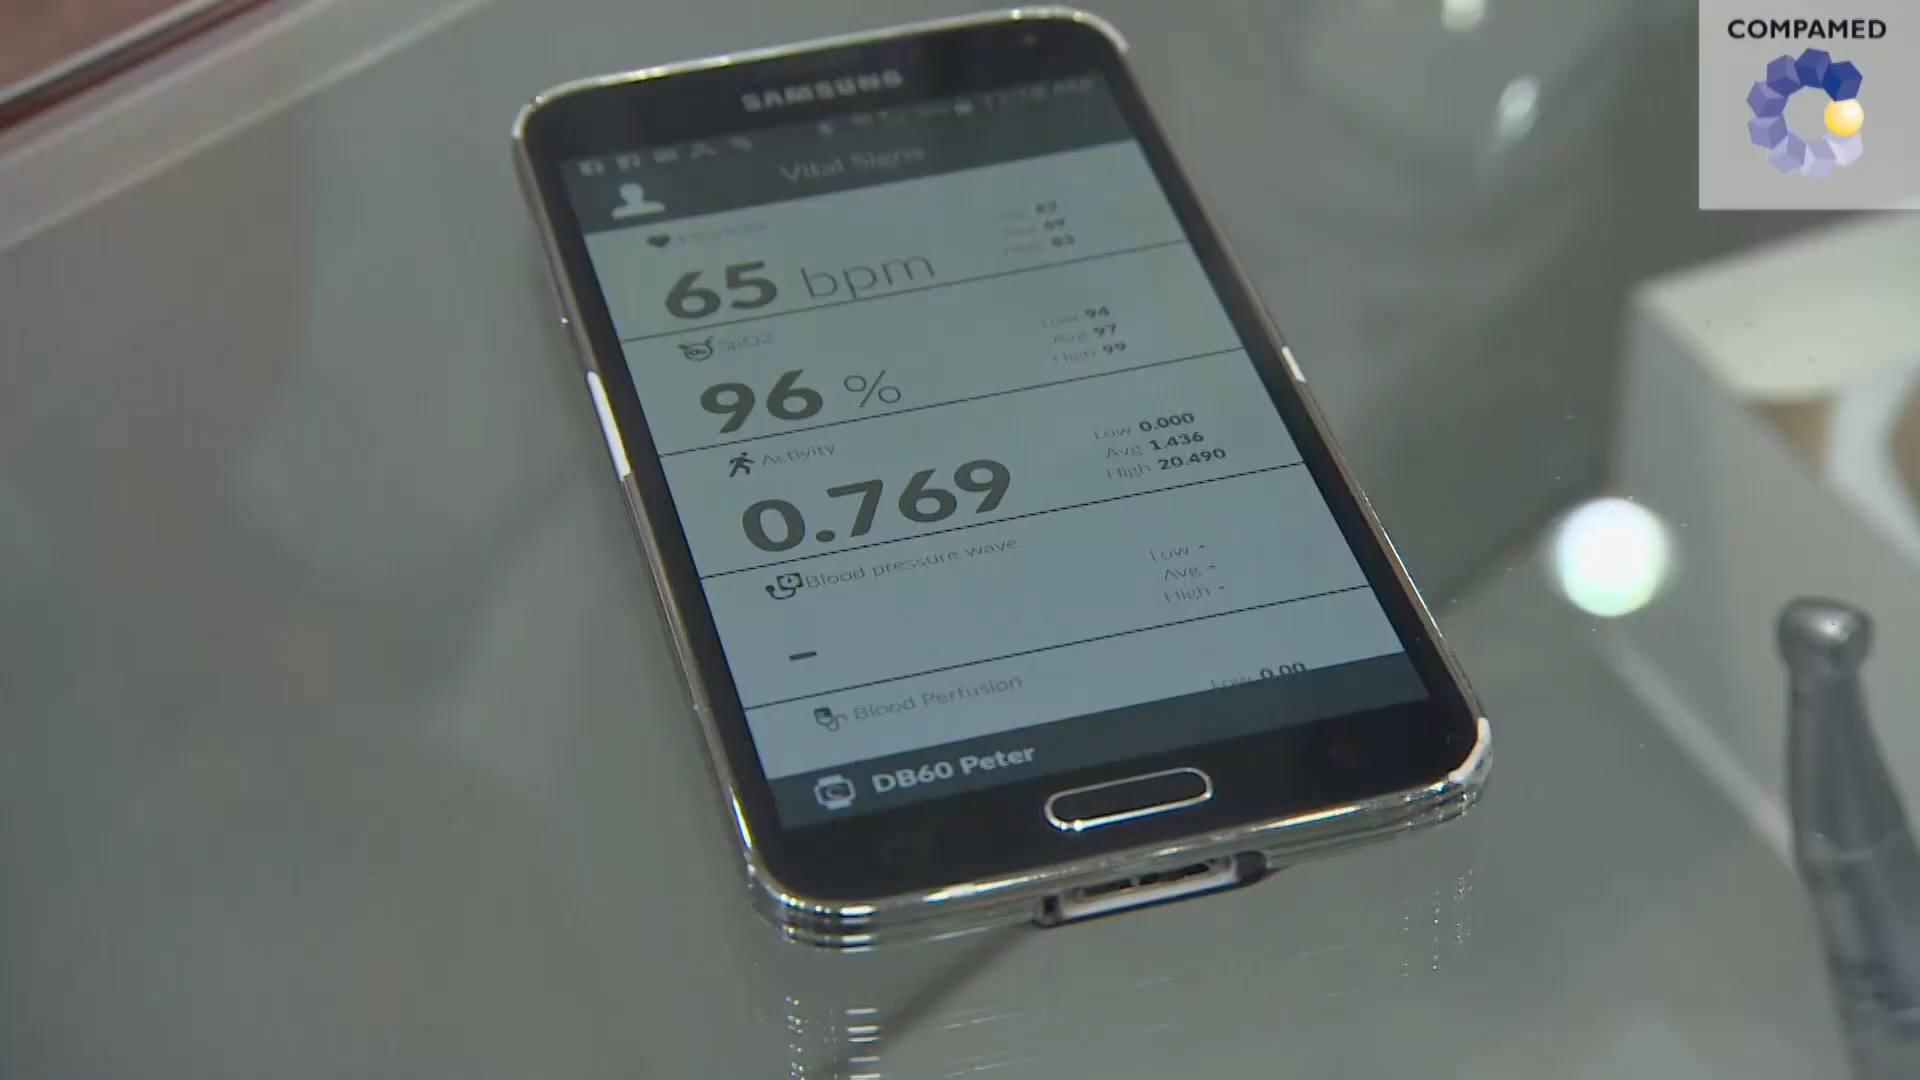 COMPAMED
SAMSUNG
Vital Signs
65 bpm
69
83
SpO2
96 %
Low 94
Avg 97
High 99
Activity
0.769
Low 0.000
Avg 1.436
High 20.490
Blood pressure wave
-
Low -
Avg -
High -
Blood Perfusion
Low 0.00
DB60 Peter